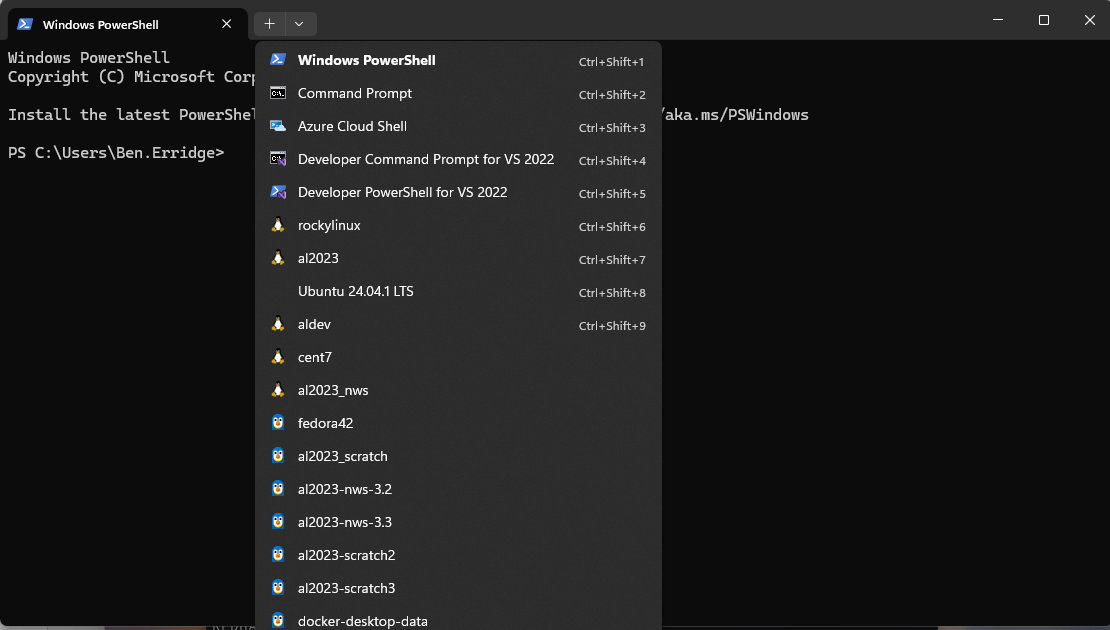 Windows PowerShell
Windows PowerShell
Copyright (C) Microsoft Corp
Install the latest PowerShel /aka.ms/PSWindows
PS C:\Users\Ben.Erridge>
Windows PowerShell Ctrl+Shift+1
Command Prompt Ctrl+Shift+2
Azure Cloud Shell Ctrl+Shift+3
Developer Command Prompt for VS 2022 Ctrl+Shift+4
Developer PowerShell for VS 2022 Ctrl+Shift+5
rockylinux Ctrl+Shift+6
al2023 Ctrl+Shift+7
Ubuntu 24.04.1 LTS Ctrl+Shift+8
aldev Ctrl+Shift+9
cent7
al2023_nws
fedora42
al2023_scratch
al2023-nws-3.2
al2023-nws-3.3
al2023-scratch2
al2023-scratch3
docker-desktop-data